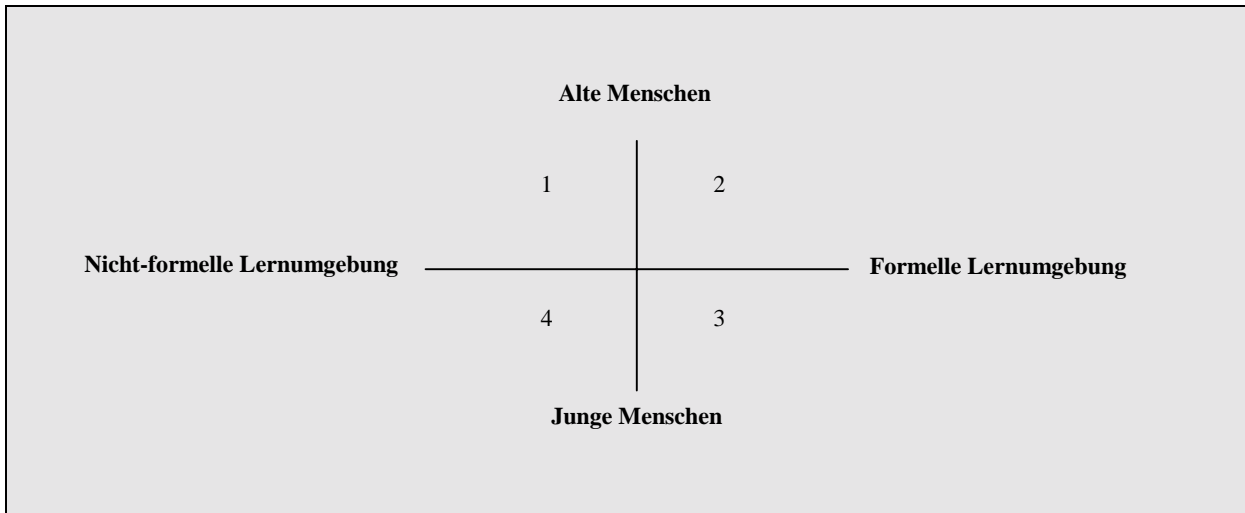 Alte Menschen
1 2
Nicht-formelle Lernumgebung Formelle Lernumgebung
4 3
Junge Menschen